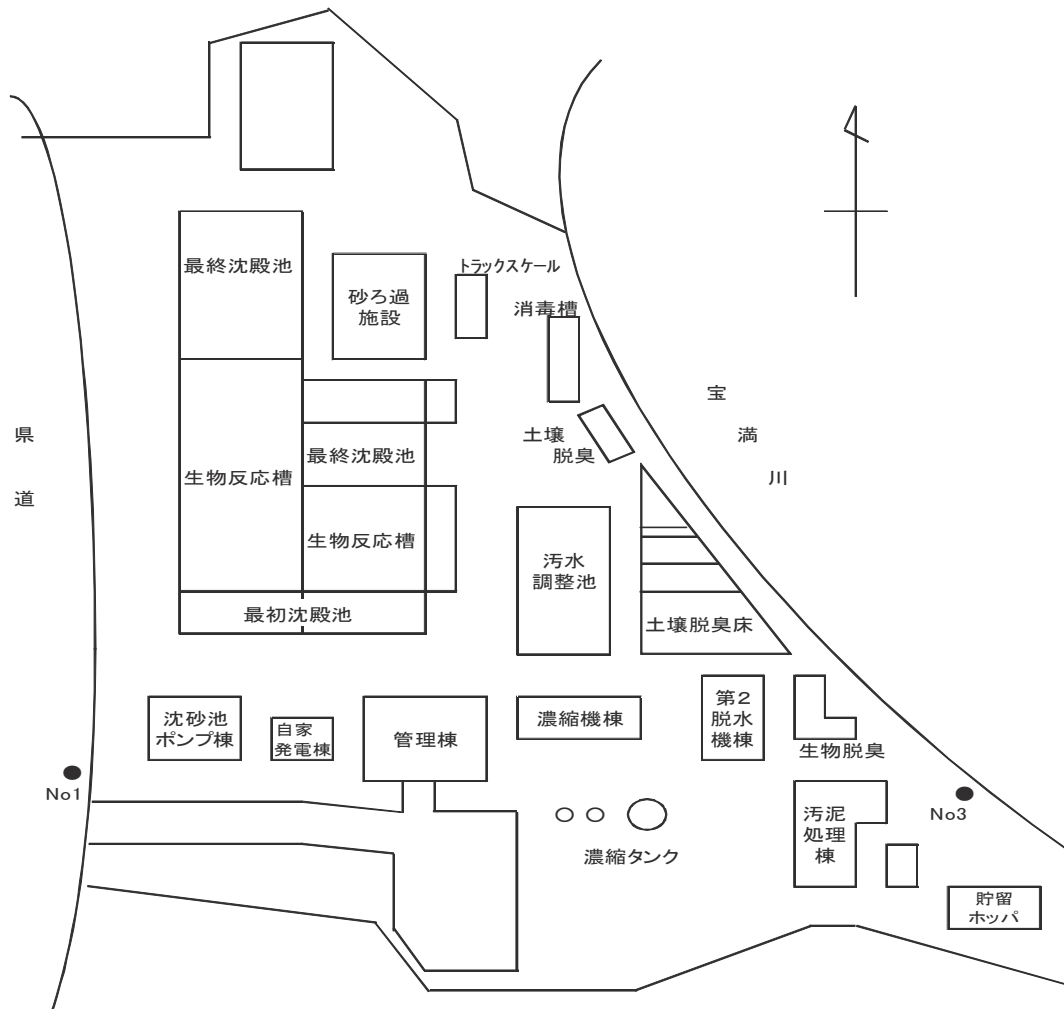 最終沈殿池
砂ろ過
施設
トラックスケール
消毒槽
宝
満
川
県
道
生物反応槽
最終沈殿池
土壌
脱臭
生物反応槽
汚水
調整池
最初沈殿池
土壌脱臭床
沈砂池
ポンプ棟
自家
発電棟
管理棟
濃縮機棟
第2
脱水
機棟
生物脱臭
No1
No3
濃縮タンク
汚泥
処理
棟
貯留
ホッパ